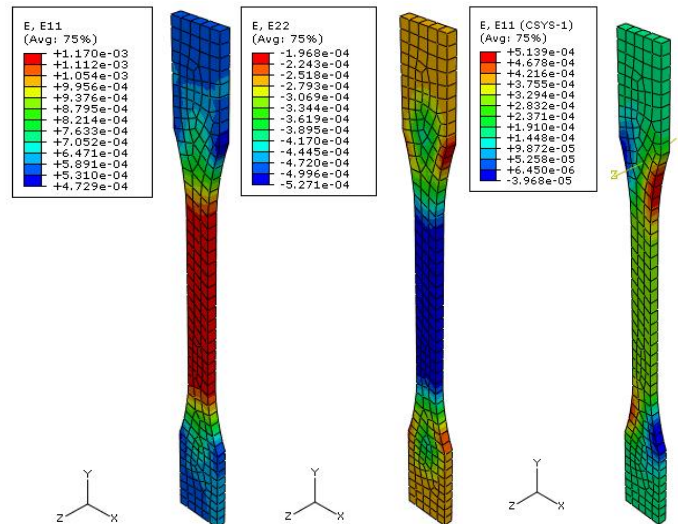 E, E11
(Avg: 75%)
+1.170e-03
+1.112e-03
+1.054e-03
+9.956e-04
+9.376e-04
+8.795e-04
+8.214e-04
+7.633e-04
+7.052e-04
+6.471e-04
+5.891e-04
+5.310e-04
+4.729e-04
E, E22
(Avg: 75%)
-1.968e-04
-2.243e-04
-2.518e-04
-2.793e-04
-3.069e-04
-3.344e-04
-3.619e-04
-3.895e-04
-4.170e-04
-4.445e-04
-4.720e-04
-4.996e-04
-5.271e-04
E, E11 (CSYS-1)
(Avg: 75%)
+5.139e-04
+4.678e-04
+4.216e-04
+3.755e-04
+3.294e-04
+2.832e-04
+2.371e-04
+1.910e-04
+1.448e-04
+9.872e-05
+5.258e-05
+6.450e-06
-3.968e-05
Z
Y
Z X
Y
Z X
Y
Z X